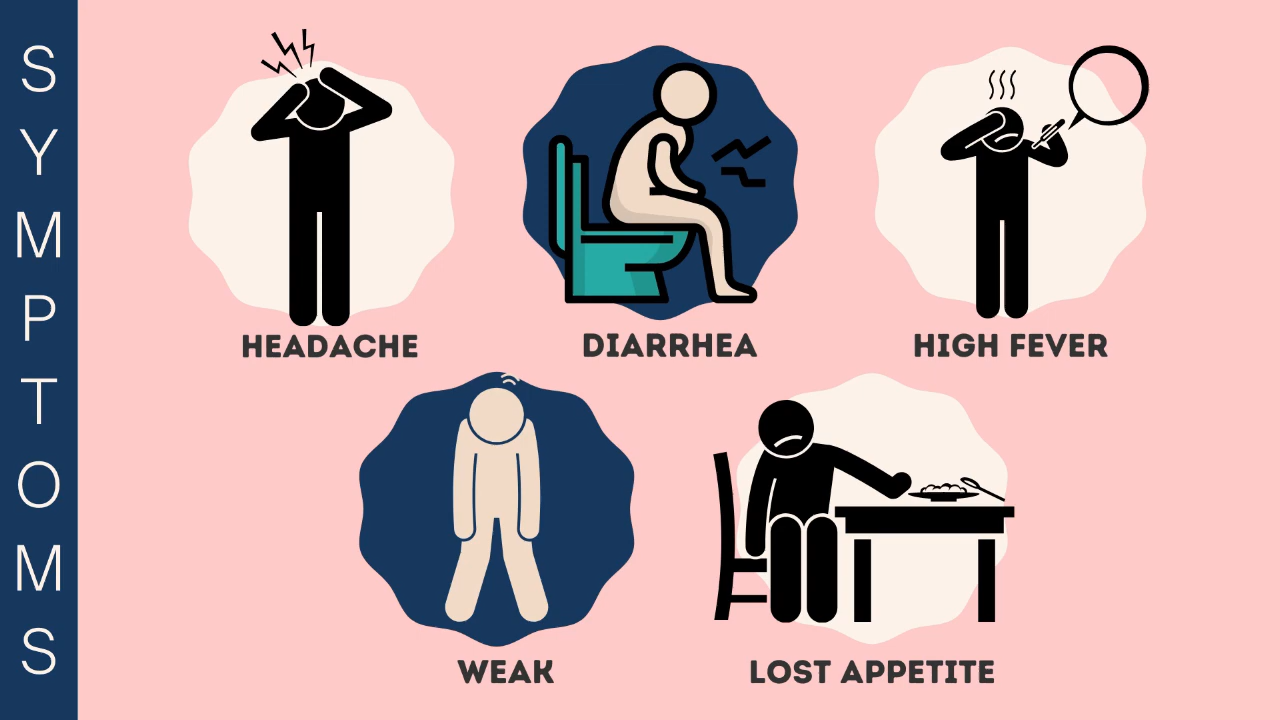 SYMPTOMS
HEADACHE
DIARRHEA
HIGH FEVER
WEAK
LOST APPETITE